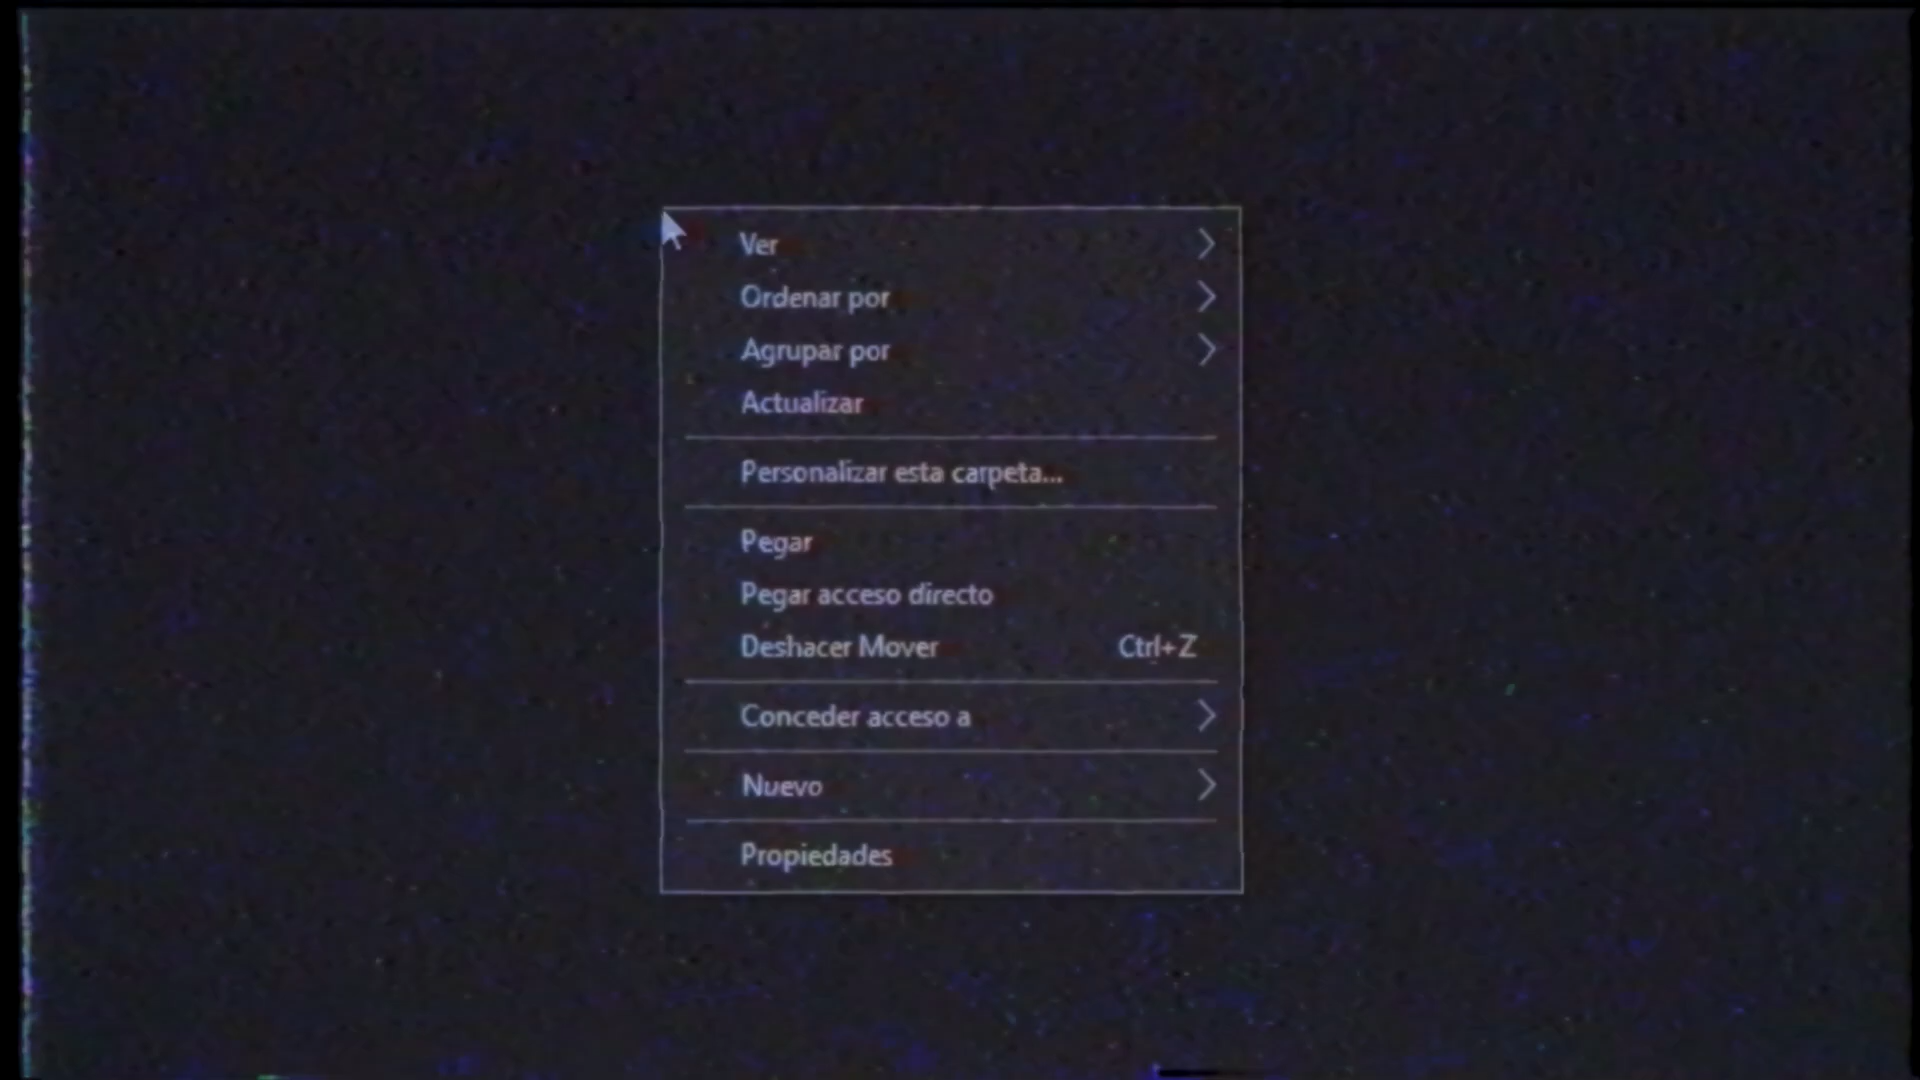 Ver
Ordenar por
Agrupar por
Actualizar
Personalizar esta carpeta...
Pegar
Pegar acceso directo
Deshacer Mover Ctrl+Z
Conceder acceso a
Nuevo
Propiedades